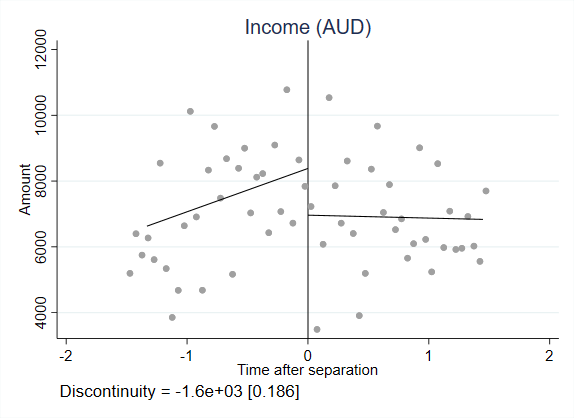 Income (AUD)
12000
10000
8000
6000
4000
Amount
-2 -1 0 1 2
Time after separation
Discontinuity = -1.6e+03 [0.186]